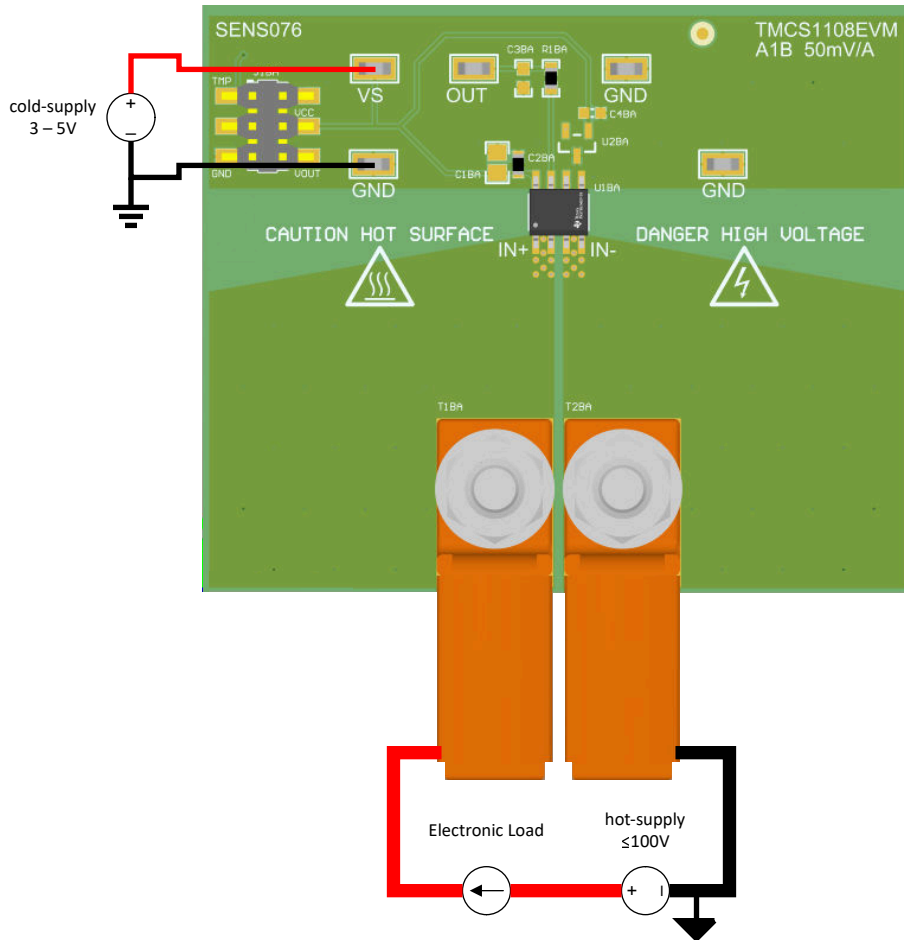 SENS076
TMCS1108EVM
A1B 50mV/A
C3BA
R1BA
J1BA
TMP
VS
OUT
GND
cold-supply
3 – 5V
+
–
VCC
C4BA
U2BA
C2BA
C1BA
GND
VOUT
GND
GND
U1BA
CAUTION HOT SURFACE
DANGER HIGH VOLTAGE
IN+
IN-
T1BA
T2BA
Electronic Load
hot-supply
≤100V
+
–